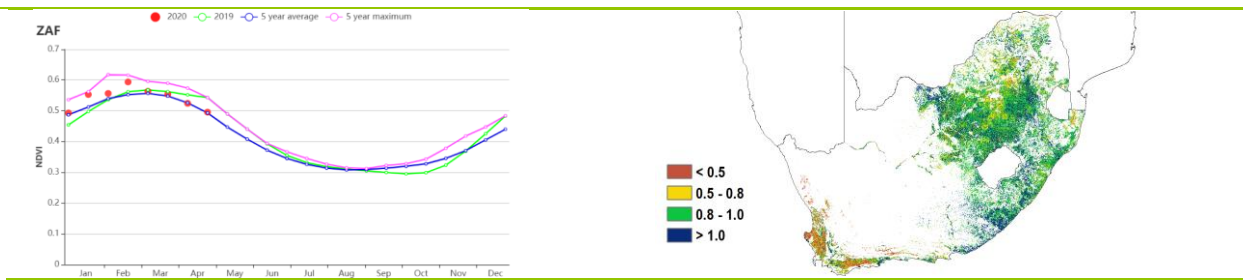 2020 2019 5 year average 5 year maximum
ZAF
0.7
0.6
0.5
0.4
0.3
0.2
0.1
0
NDVI
Jan Feb Mar Apr May Jun Jul Aug Sep Oct Nov Dec
< 0.5
0.5 - 0.8
0.8 - 1.0
> 1.0